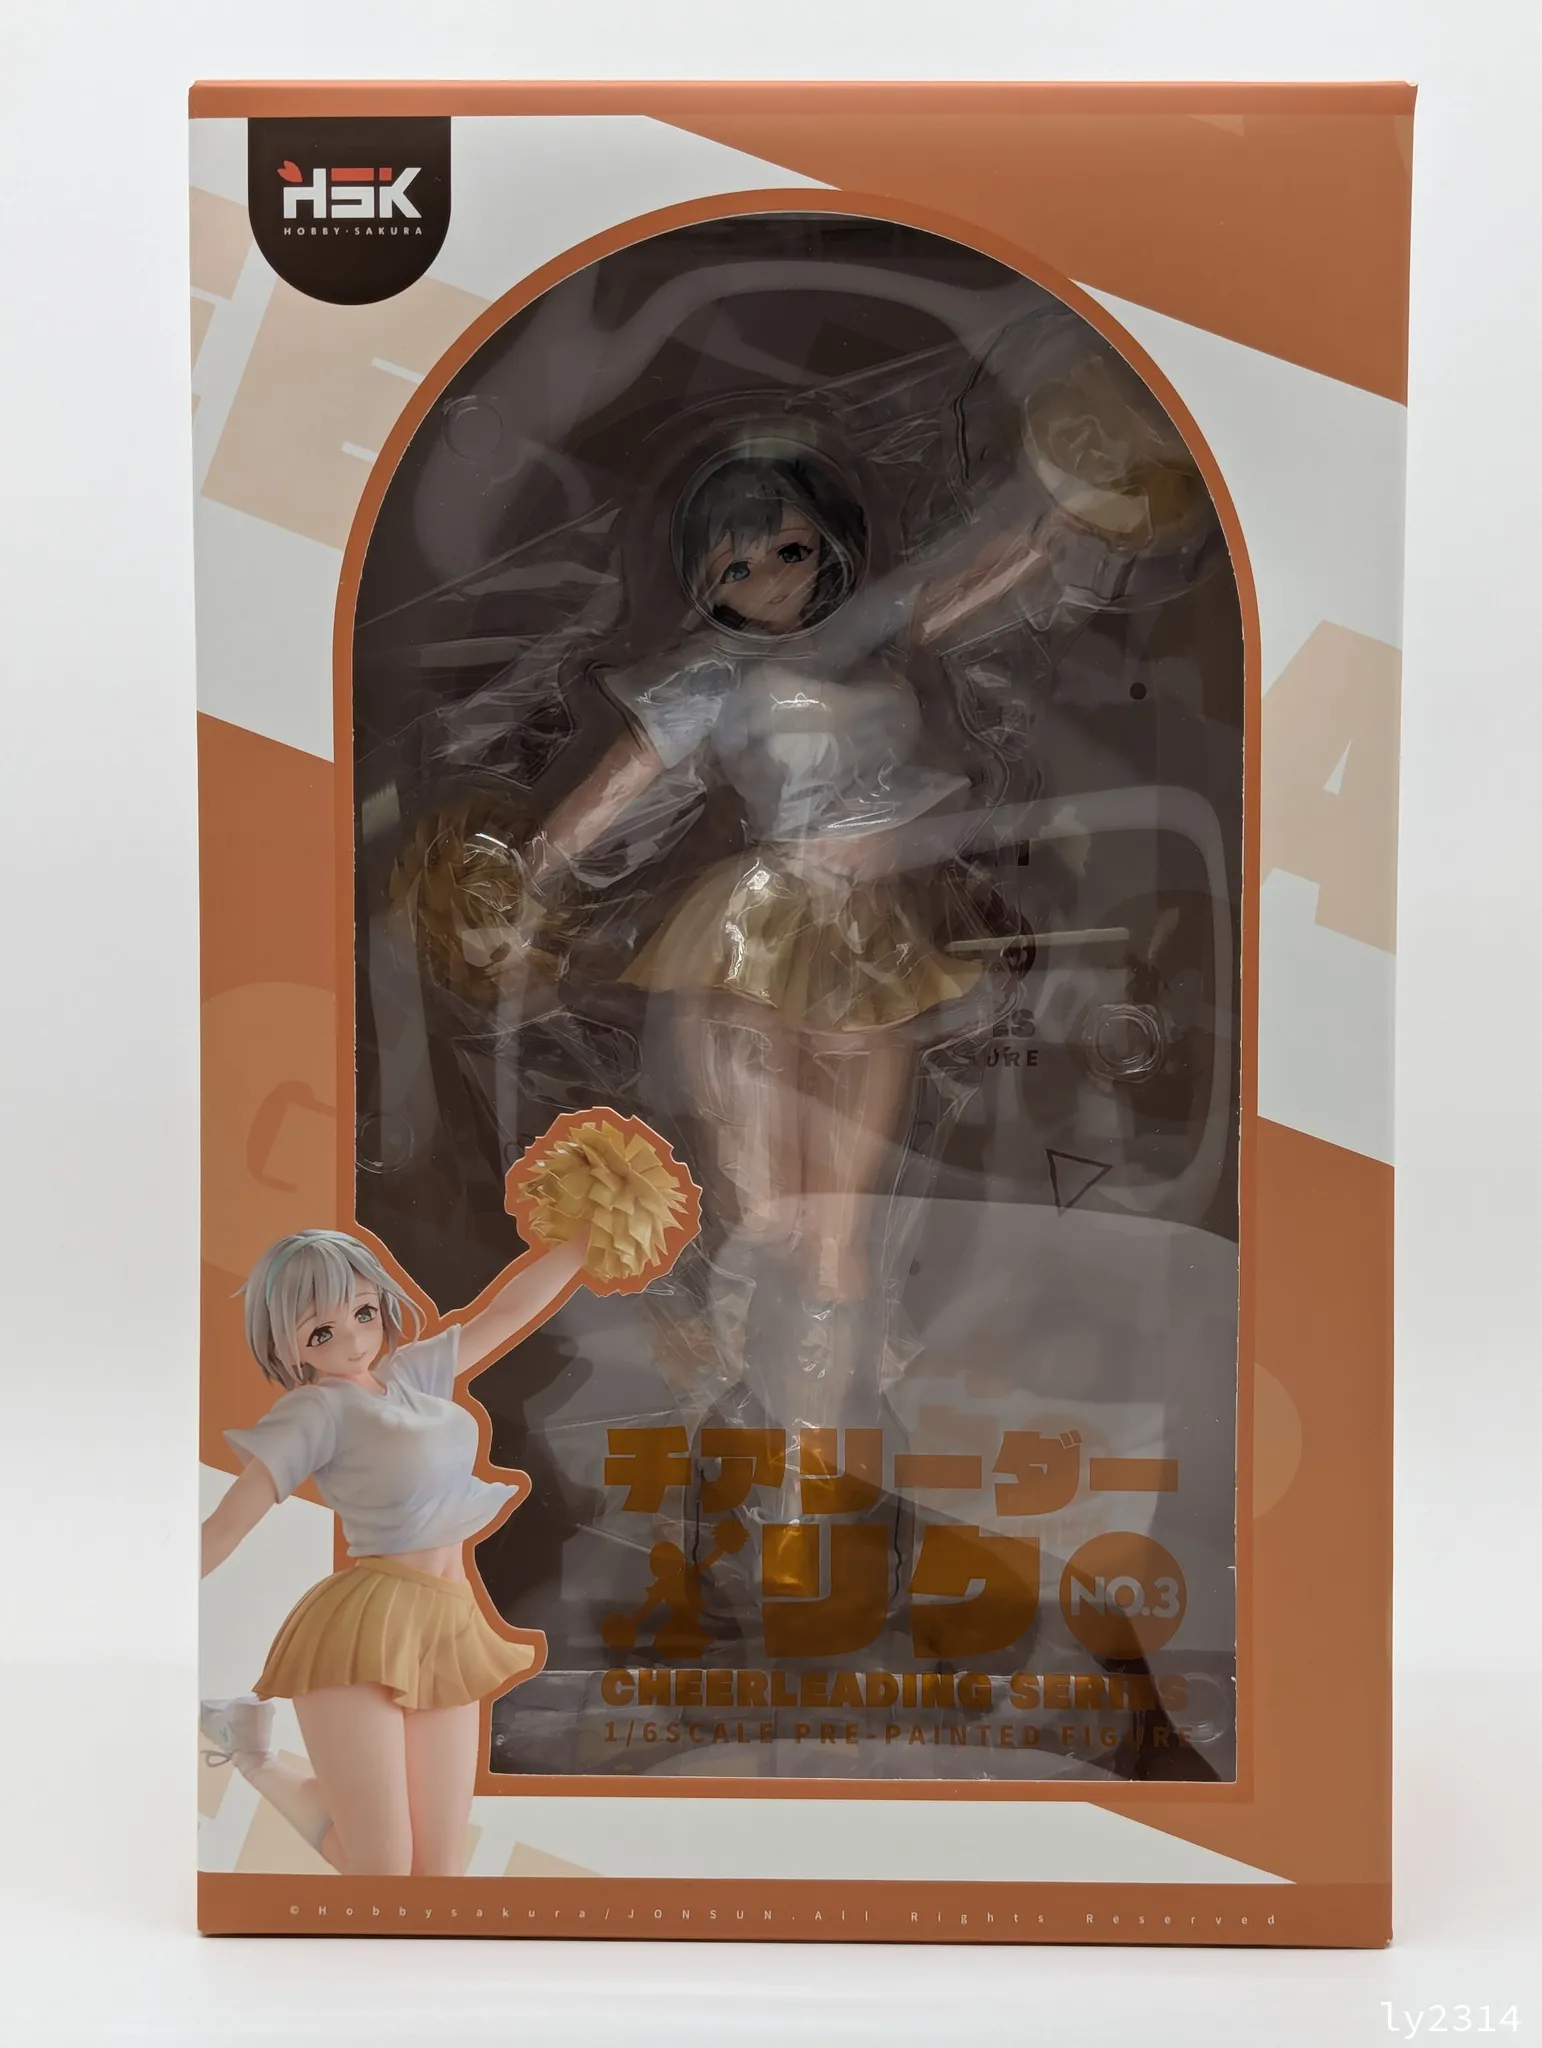 HSK
HOBBY·SAKURA
チアリーダー
リク NO.3
CHEERLEADING SERIES
1/6SCALE PRE-PAINTED FIGURE
©Hobbysakura/JONSUN.All Rights Reserved
ly2314